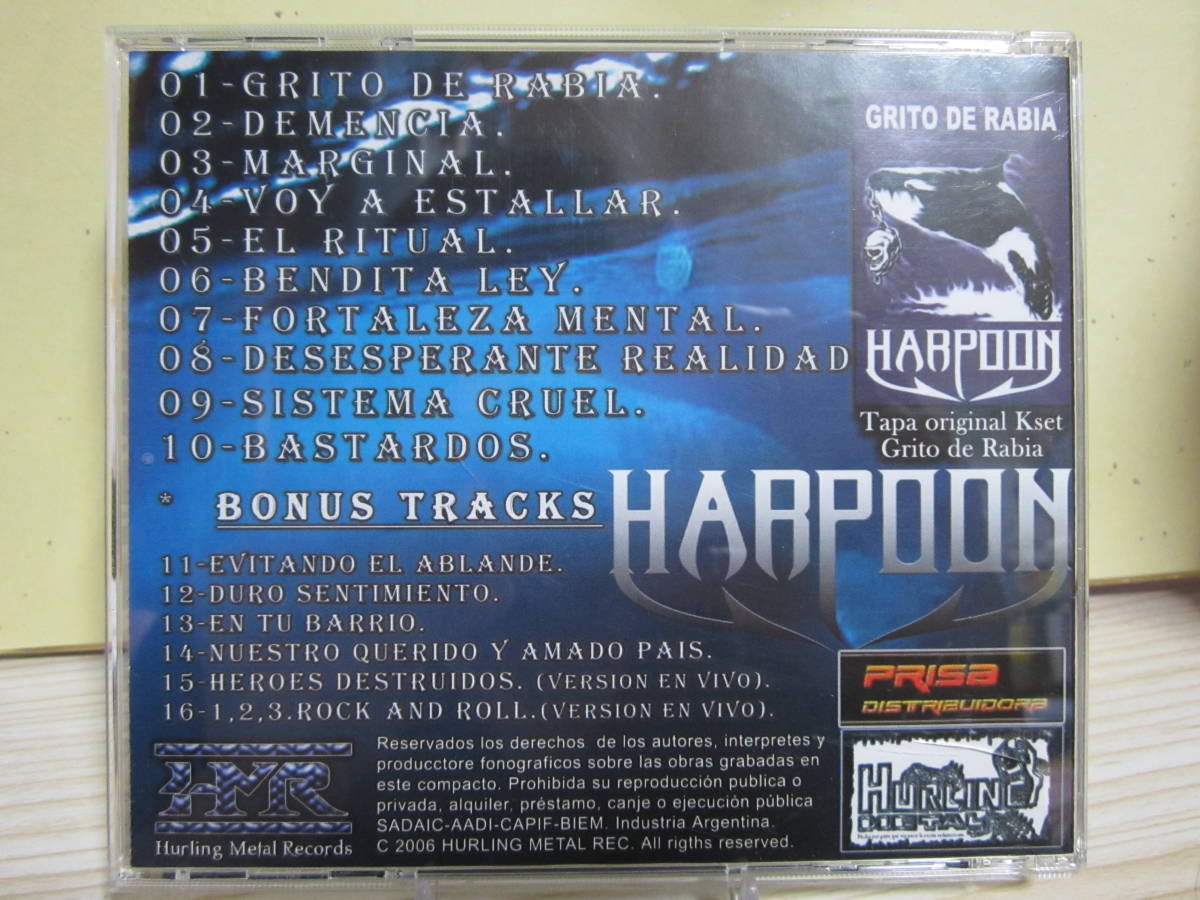 01-GRITO DE RABIA.
02-DEMENCIA.
03-MARGINAL.
04-VOY A ESTALLAR.
05-EL RITUAL.
06-BENDITA LEY.
07-FORTALEZA MENTAL.
08-DESESPERANTE REALIDAD
09-SISTEMA CRUEL.
10-BASTARDOS.
GRITO DE RABIA
HARPOON
Tapa original Kset
Grito de Rabia
* BONUS TRACKS
HARPOON
11-EVITANDO EL ABLANDE.
12-DURO SENTIMIENTO.
13-EN TU BARRIO.
14-NUESTRO QUERIDO Y AMADO PAIS.
15-HEROES DESTRUIDOS. (VERSION EN VIVO).
16-1,2,3.ROCK AND ROLL.(VERSION EN VIVO).
PRISA
DISTRIBUIDORA
HMR
Hurling Metal Records
Reservados los derechos de los autores, interpretes y
producctore fonograficos sobre las obras grabadas en
este compacto. Prohibida su reproducción publica o
privada, alquiler, préstamo, canje o ejecución pública
SADAIC-AADI-CAPIF-BIEM. Industria Argentina.
C 2006 HURLING METAL REC. All rigths reserved.
HURLING
METAL